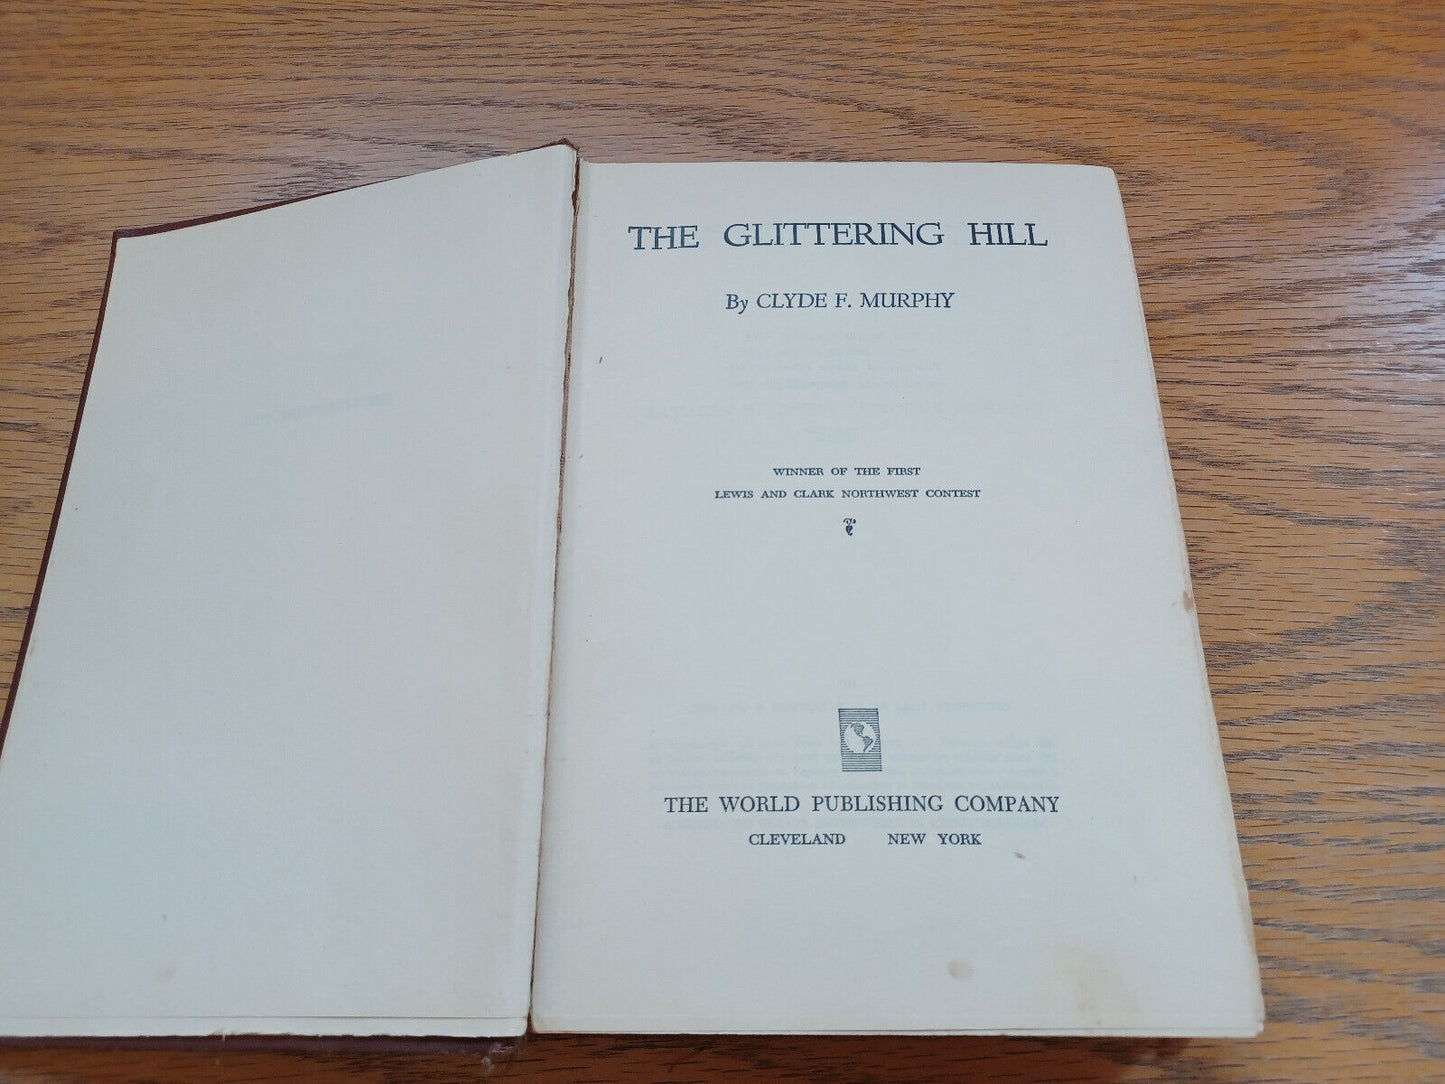 THE GLITTERING HILL
By CLYDE F. MURPHY
WINNER OF THE FIRST
LEWIS AND CLARK NORTHWEST CONTEST
THE WORLD PUBLISHING COMPANY
CLEVELAND NEW YORK